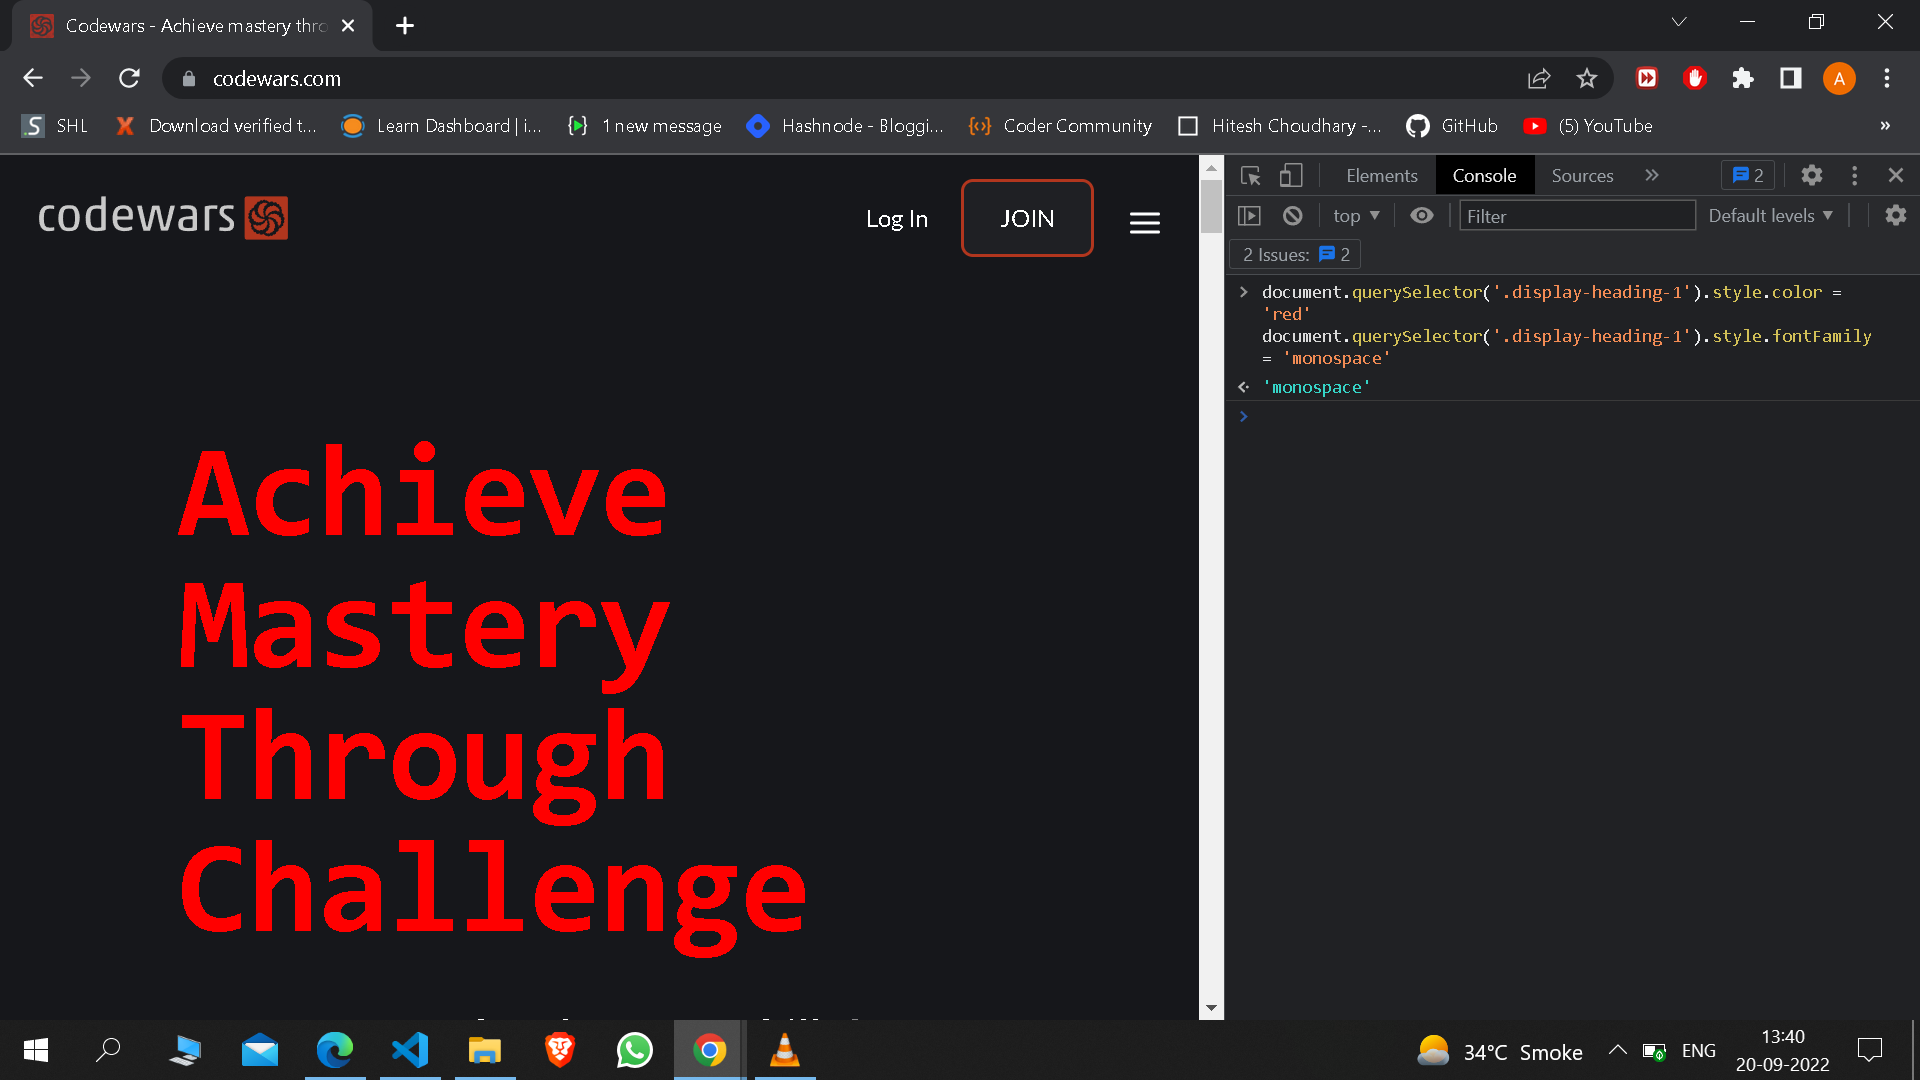 Codewars - Achieve mastery thro
codewars.com
SHL
Download verified t...
Learn Dashboard | i...
1 new message
Hashnode - Bloggi...
Coder Community
Hitesh Choudhary -...
GitHub
(5) YouTube
»
codewars
Log In
JOIN
Achieve
Mastery
Through
Challenge
Elements
Console
Sources
»
2
top
Filter
Default levels
2 Issues: 2
document.querySelector('.display-heading-1').style.color =
'red'
document.querySelector('.display-heading-1').style.fontFamily
= 'monospace'
'monospace'
A
34°C Smoke
ENG
13:40
20-09-2022